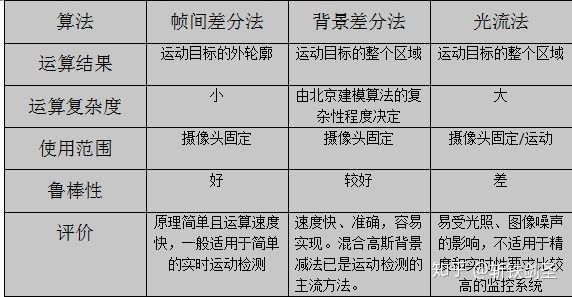 算法 帧间差分法 背景差分法 光流法
运算结果 运动目标的外轮廓 运动目标的整个区域 运动目标的整个区域
运算复杂度 小 由北京建模算法的复杂性程度决定 大
使用范围 摄像头固定 摄像头固定 摄像头固定/运动
鲁棒性 好 较好 差
评价 原理简单且运算速度快，一般适用于简单的实时运动检测 速度快、准确，容易实现。混合高斯背景减法已是运动检测的主流方法。 易受光照、图像噪声的影响，不适用于精度和实时性要求比较高的监控系统
知乎 @斩铁剑圣